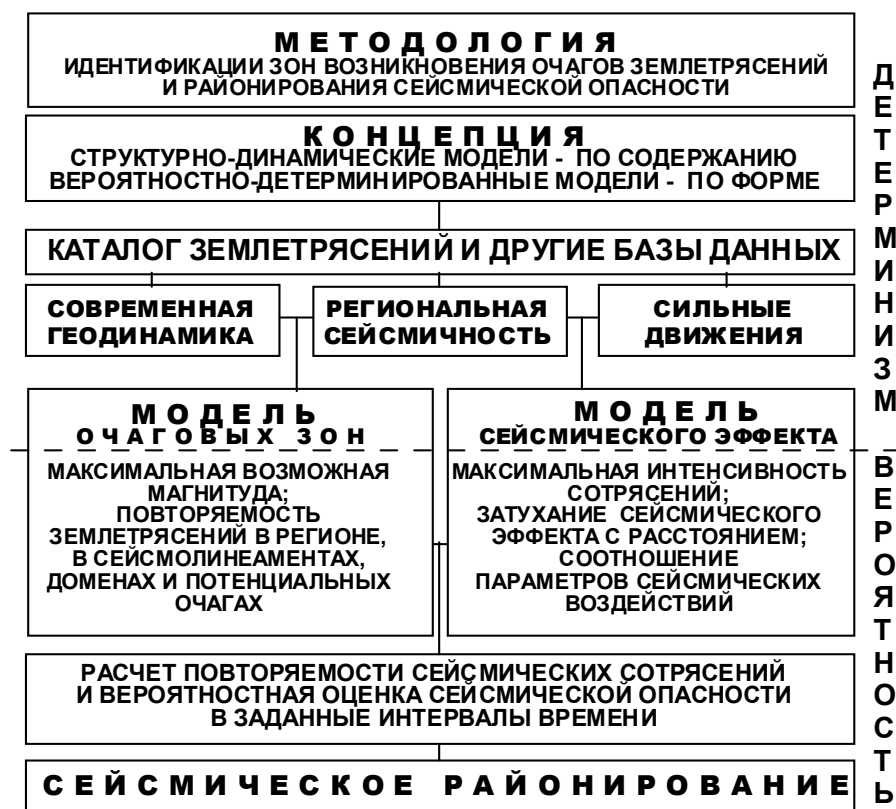 МЕТОДОЛОГИЯ
ИДЕНТИФИКАЦИИ ЗОН ВОЗНИКНОВЕНИЯ ОЧАГОВ ЗЕМЛЕТРЯСЕНИЙ
И РАЙОНИРОВАНИЯ СЕЙСМИЧЕСКОЙ ОПАСНОСТИ
КОНЦЕПЦИЯ
СТРУКТУРНО-ДИНАМИЧЕСКИЕ МОДЕЛИ - ПО СОДЕРЖАНИЮ
ВЕРОЯТНОСТНО-ДЕТЕРМИНИРОВАННЫЕ МОДЕЛИ - ПО ФОРМЕ
КАТАЛОГ ЗЕМЛЕТРЯСЕНИЙ И ДРУГИЕ БАЗЫ ДАННЫХ
СОВРЕМЕННАЯ
ГЕОДИНАМИКА
РЕГИОНАЛЬНАЯ
СЕЙСМИЧНОСТЬ
СИЛЬНЫЕ
ДВИЖЕНИЯ
МОДЕЛЬ
ОЧАГОВЫХ ЗОН
МАКСИМАЛЬНАЯ ВОЗМОЖНАЯ
МАГНИТУДА;
ПОВТОРЯЕМОСТЬ
ЗЕМЛЕТРЯСЕНИЙ В РЕГИОНЕ,
В СЕЙСМОЛИНЕАМЕНТАХ,
ДОМЕНАХ И ПОТЕНЦИАЛЬНЫХ
ОЧАГАХ
МОДЕЛЬ
СЕЙСМИЧЕСКОГО ЭФФЕКТА
МАКСИМАЛЬНАЯ ИНТЕНСИВНОСТЬ
СОТРЯСЕНИЙ;
ЗАТУХАНИЕ СЕЙСМИЧЕСКОГО
ЭФФЕКТА С РАССТОЯНИЕМ;
СООТНОШЕНИЕ
ПАРАМЕТРОВ СЕЙСМИЧЕСКИХ
ВОЗДЕЙСТВИЙ
РАСЧЕТ ПОВТОРЯЕМОСТИ СЕЙСМИЧЕСКИХ СОТРЯСЕНИЙ
И ВЕРОЯТНОСТНАЯ ОЦЕНКА СЕЙСМИЧЕСКОЙ ОПАСНОСТИ
В ЗАДАННЫЕ ИНТЕРВАЛЫ ВРЕМЕНИ
СЕЙСМИЧЕСКОЕ РАЙОНИРОВАНИЕ
ДЕТЕРМИНИЗМ
ВЕРОЯТНОСТЬ